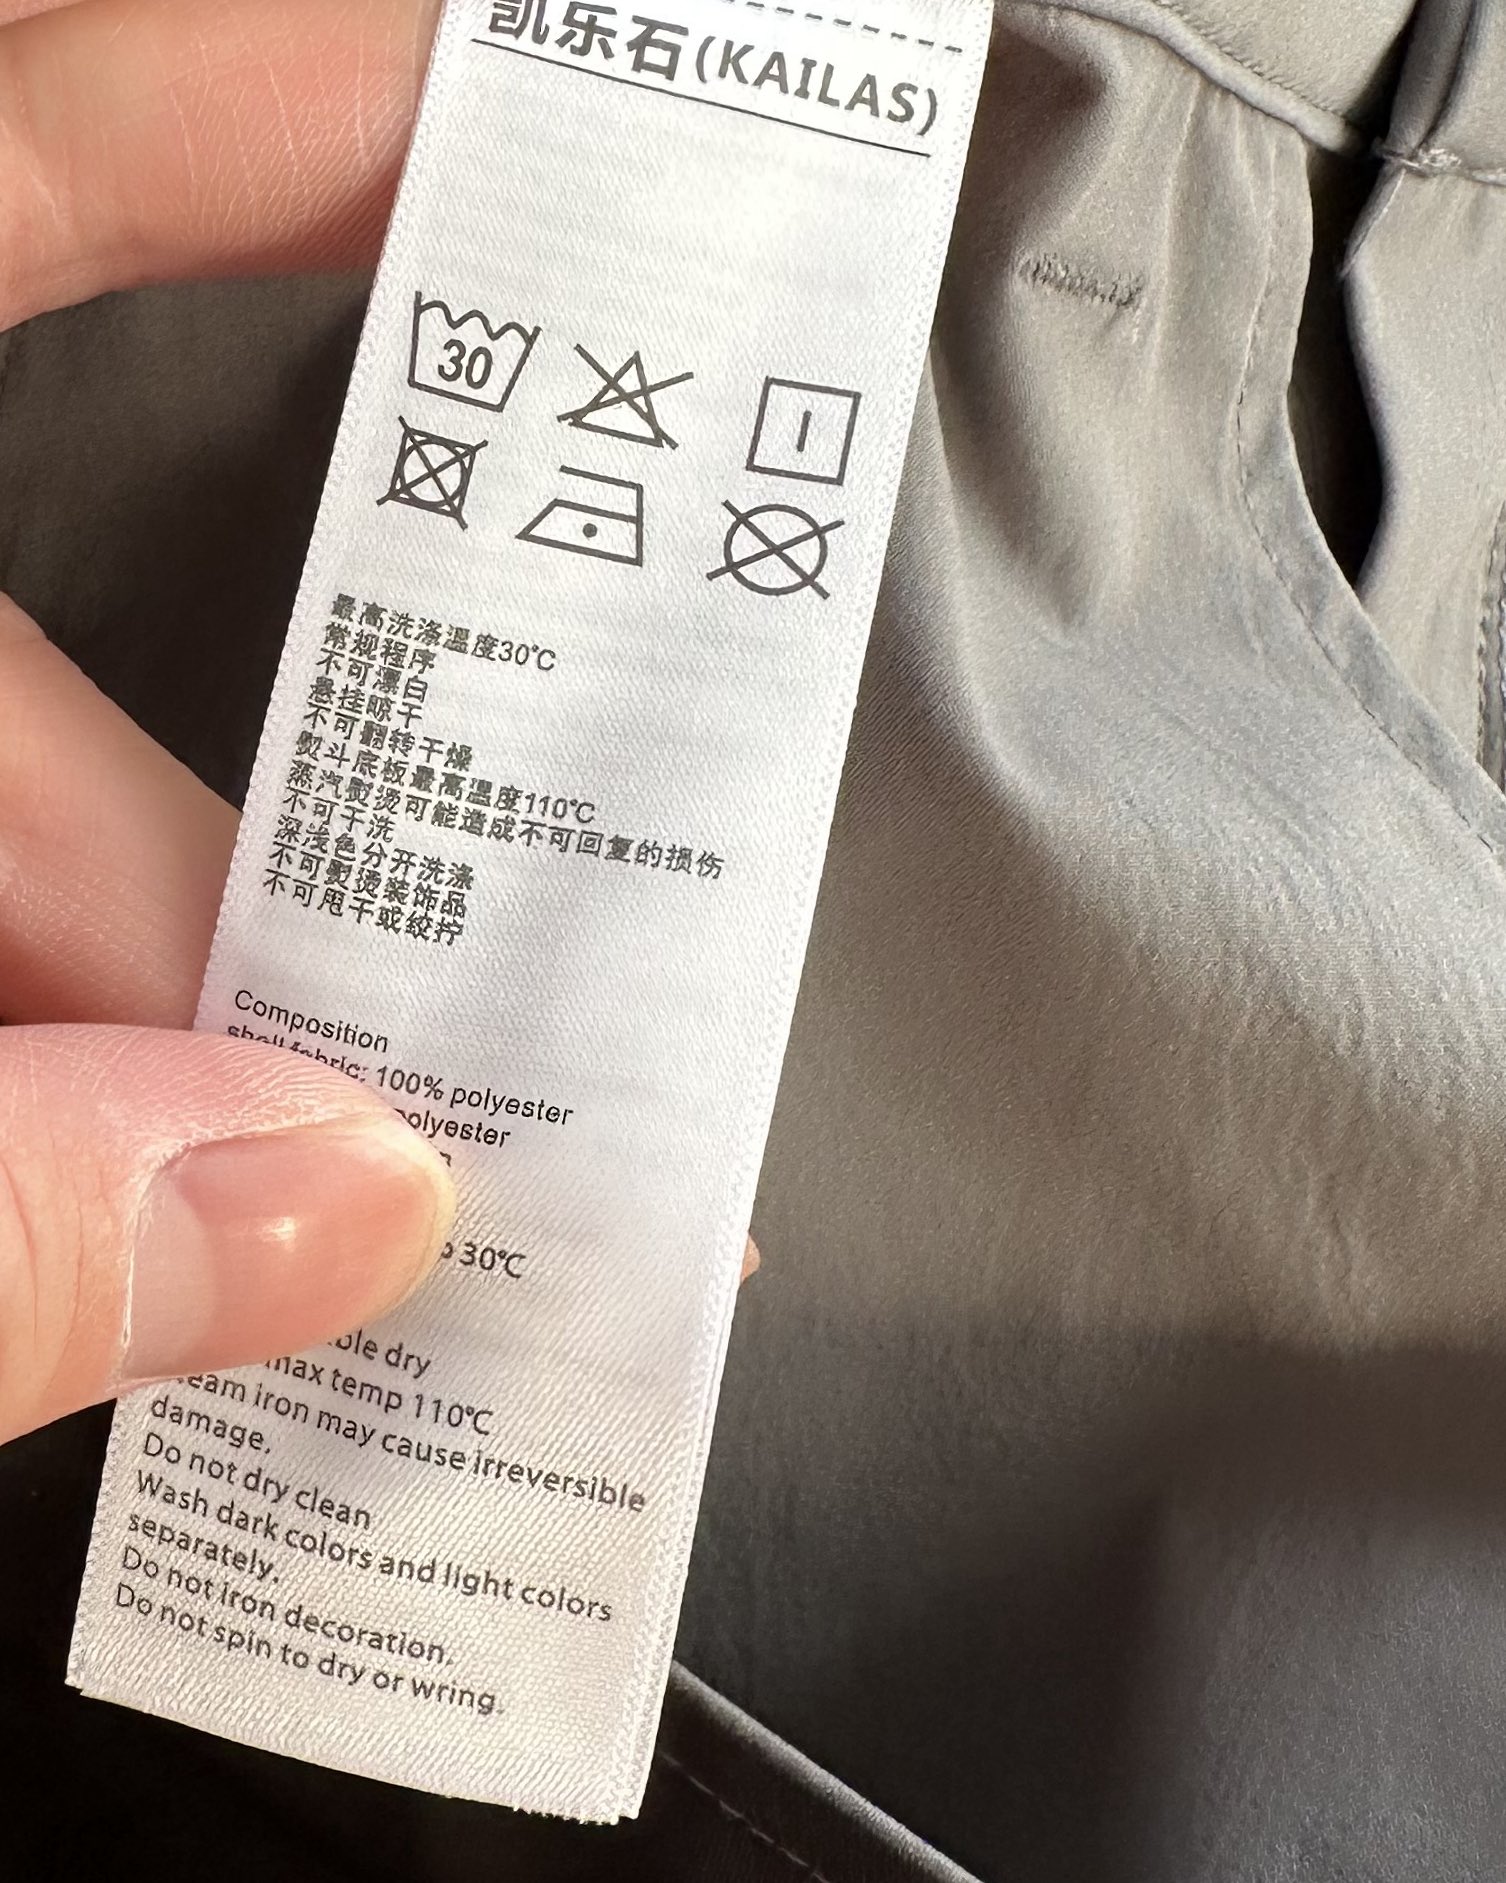 凯乐石(KAILAS)
30
最高洗涤温度30℃
常规程序
不可漂白
悬挂晾干
不可翻转干燥
熨斗底板最高温度110℃
蒸汽熨烫可能造成不可回复的损伤
不可干洗
深浅色分开洗涤
不可熨烫装饰品
不可甩干或绞拧
Composition
shell fabric: 100% polyester
polyester
30℃
dry
max temp 110℃
iron may cause irreversible
damage.
Do not dry clean
Wash dark colors and light colors
separately.
Do not iron decoration.
Do not spin to dry or wring.